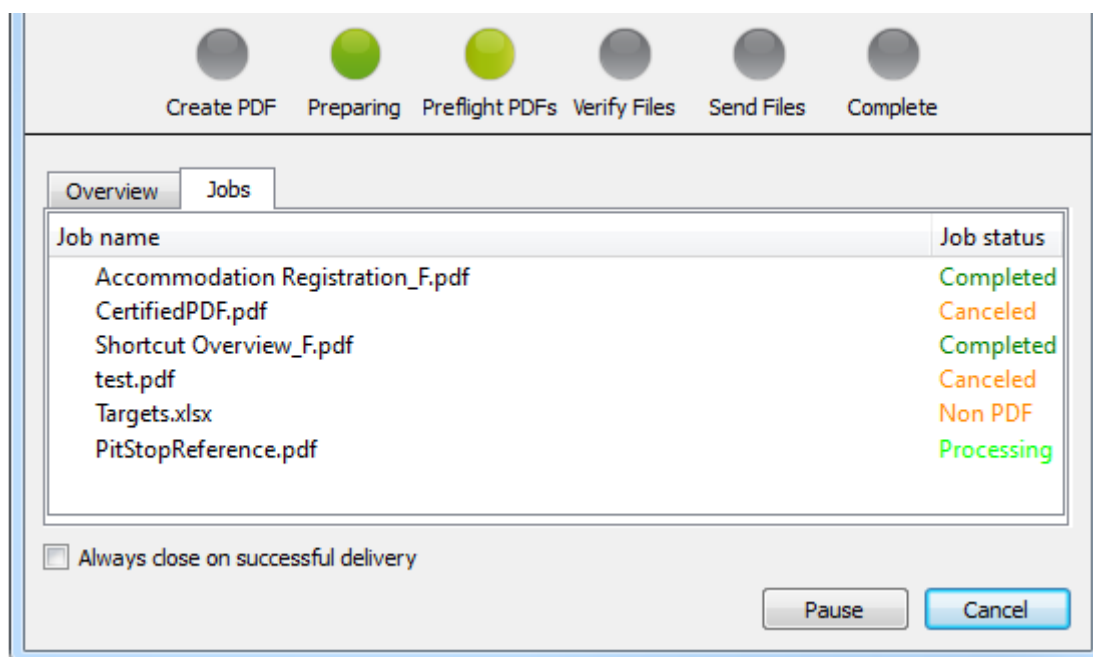 Create PDF Preparing Preflight PDFs Verify Files Send Files Complete
Overview Jobs
Job name Job status
Accommodation Registration_F.pdf Completed
CertifiedPDF.pdf Canceled
Shortcut Overview_F.pdf Completed
test.pdf Canceled
Targets.xlsx Non PDF
PitStopReference.pdf Processing
Always close on successful delivery
Pause Cancel